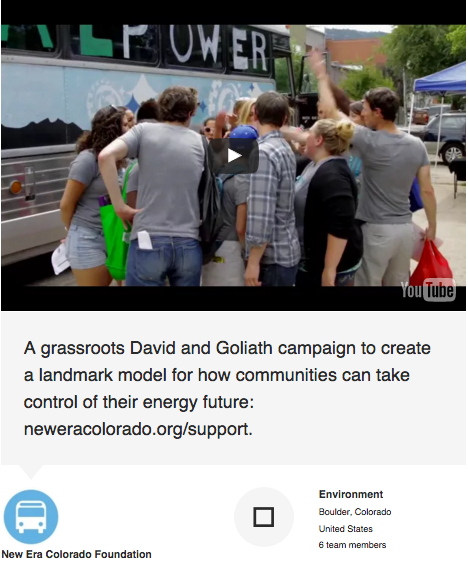 POWER
YouTube
A grassroots David and Goliath campaign to create
a landmark model for how communities can take
control of their energy future:
neweracolorado.org/support.
New Era Colorado Foundation
Environment
Boulder, Colorado
United States
6 team members